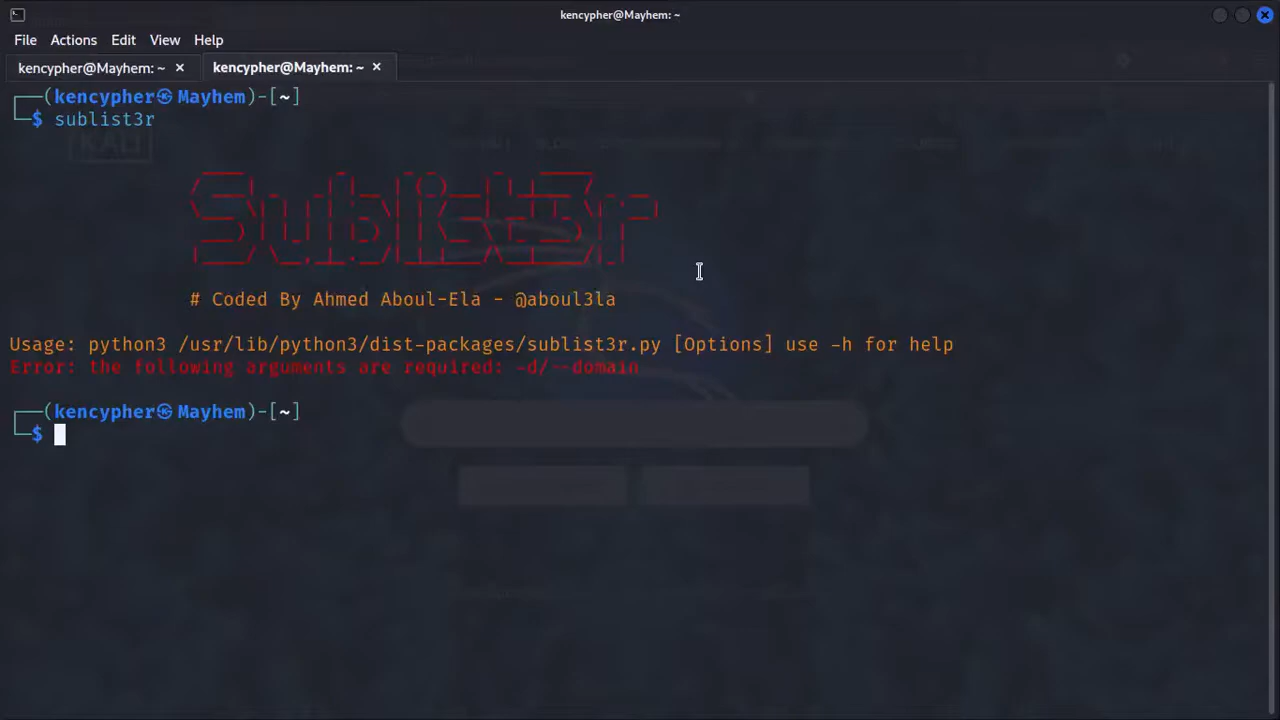 kencypher@Mayhem: ~
File Actions Edit View Help
kencypher@Mayhem: ~ × kencypher@Mayhem: ~ ×
┌──(kencypher㉿Mayhem)-[~]
└─$ sublist3r
Sublist3r
# Coded By Ahmed Aboul-Ela - @aboul3la
Usage: python3 /usr/lib/python3/dist-packages/sublist3r.py [Options] use -h for help
Error: the following arguments are required: -d/--domain
┌──(kencypher㉿Mayhem)-[~]
└─$
KALI